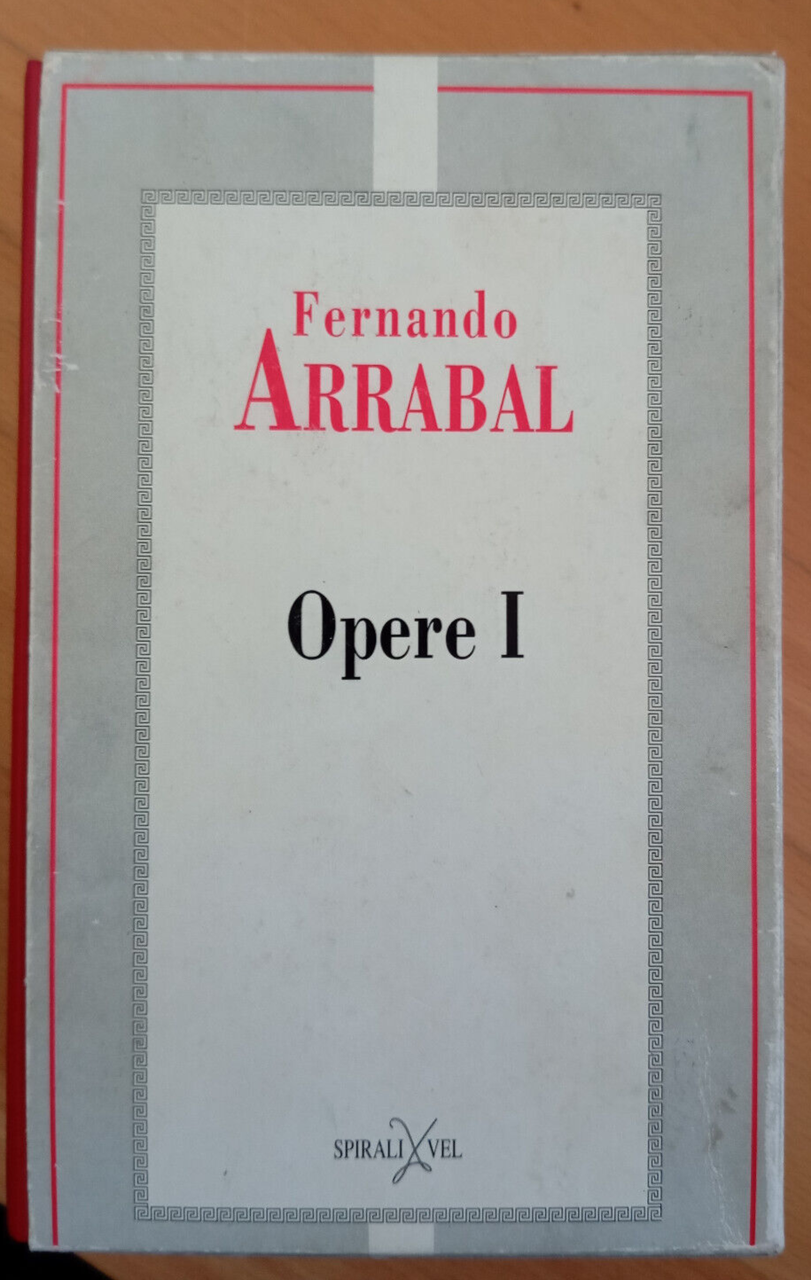 Fernando
ARRABAL
Opere I
SPIRALI VEL